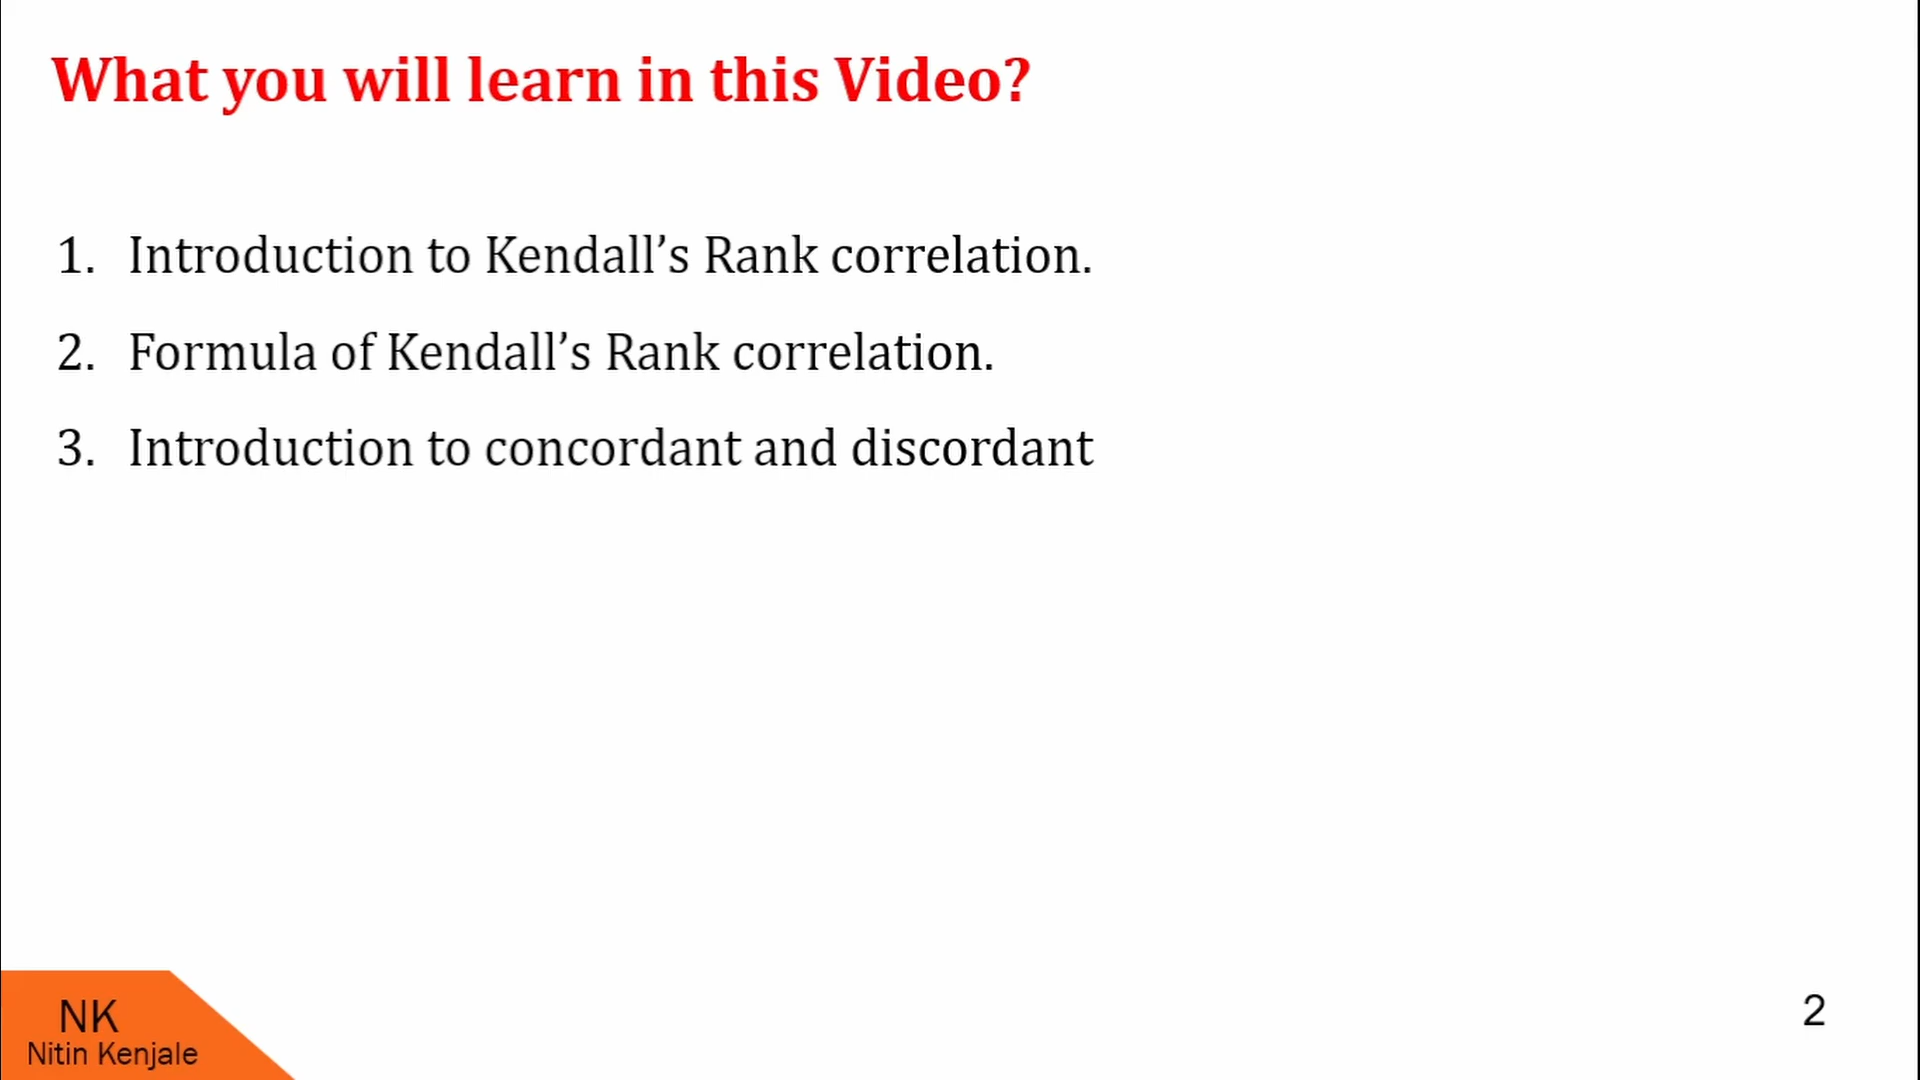 What you will learn in this Video?
1. Introduction to Kendall’s Rank correlation.
2. Formula of Kendall’s Rank correlation.
3. Introduction to concordant and discordant
NK
Nitin Kenjale
2